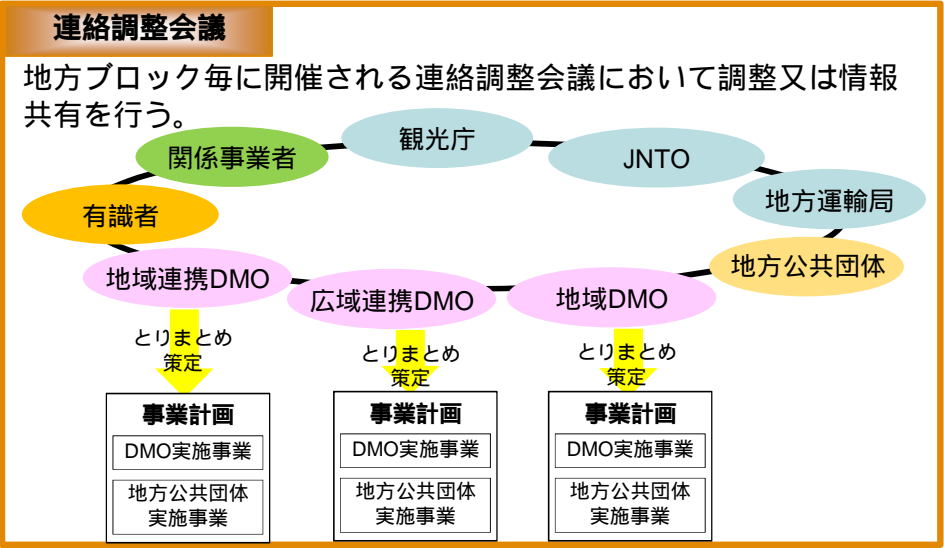 連絡調整会議
地方ブロック毎に開催される連絡調整会議において調整又は情報
共有を行う。
観光庁
関係事業者
JNTO
地方運輸局
有識者
地方公共団体
地域連携DMO
広域連携DMO
地域DMO
とりまとめ
策定
とりまとめ
策定
とりまとめ
策定
事業計画
DMO実施事業
地方公共団体
実施事業
事業計画
DMO実施事業
地方公共団体
実施事業
事業計画
DMO実施事業
地方公共団体
実施事業